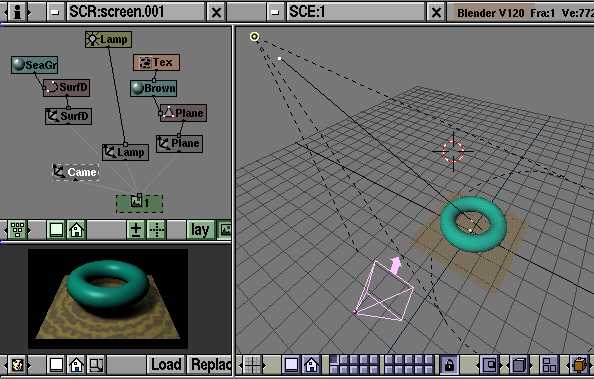 SCR:screen.001 SCE:1 Blender V120 Fra:1 Ve:772
Lamp
SeaGr Tex
SurfD Brown
SurfD Plane
Lamp Plane
Came
1
lay
Load Replac